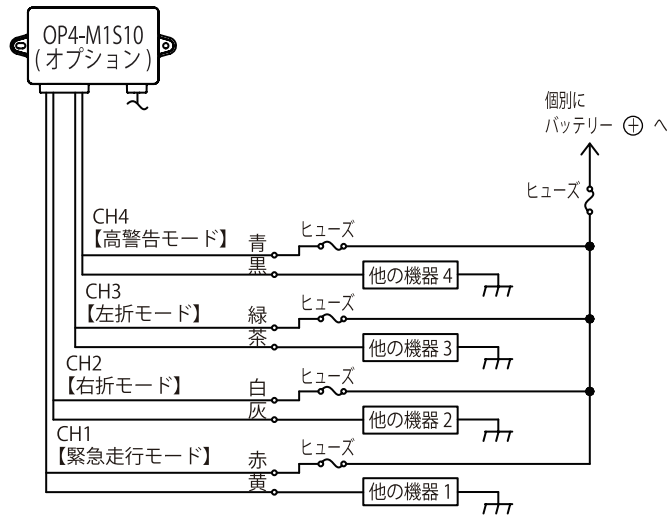 OP4-M1S10
(オプション)
個別に
バッテリー ⊕ へ
ヒューズ
CH4
【高警告モード】
青
黒
ヒューズ
他の機器 4
CH3
【左折モード】
緑
茶
ヒューズ
他の機器 3
CH2
【右折モード】
白
灰
ヒューズ
他の機器 2
CH1
【緊急走行モード】
赤
黄
ヒューズ
他の機器 1